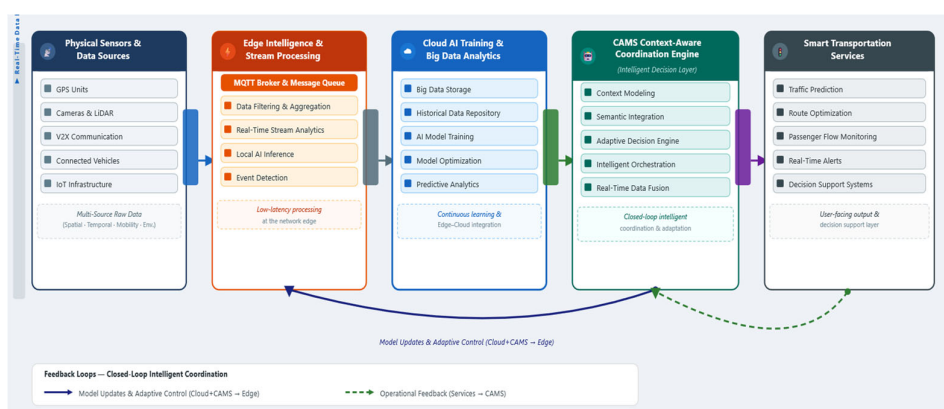 ▶ Real-Time Data
Physical Sensors &
Data Sources
GPS Units
Cameras & LiDAR
V2X Communication
Connected Vehicles
IoT Infrastructure
Multi-Source Raw Data
(Spatial · Temporal · Mobility · Env.)
Edge Intelligence &
Stream Processing
MQTT Broker & Message Queue
Data Filtering & Aggregation
Real-Time Stream Analytics
Local AI Inference
Event Detection
Low-latency processing
at the network edge
Cloud AI Training &
Big Data Analytics
Big Data Storage
Historical Data Repository
AI Model Training
Model Optimization
Predictive Analytics
Continuous learning &
Edge–Cloud integration
CAMS Context-Aware
Coordination Engine
(Intelligent Decision Layer)
Context Modeling
Semantic Integration
Adaptive Decision Engine
Intelligent Orchestration
Real-Time Data Fusion
Closed-loop intelligent
coordination & adaptation
Smart Transportation
Services
Traffic Prediction
Route Optimization
Passenger Flow Monitoring
Real-Time Alerts
Decision Support Systems
User-facing output &
decision support layer
Model Updates & Adaptive Control (Cloud+CAMS → Edge)
Feedback Loops — Closed-Loop Intelligent Coordination
Model Updates & Adaptive Control (Cloud+CAMS → Edge)
Operational Feedback (Services → CAMS)